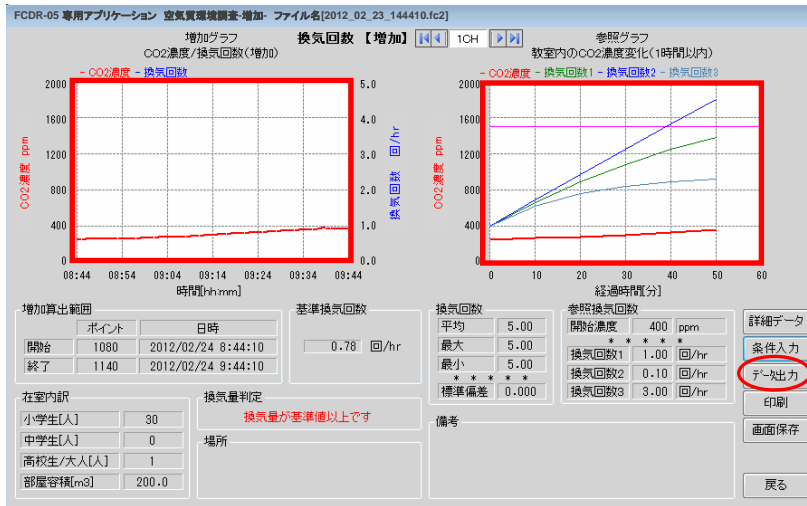 FCDR-05 専用アプリケーション 空気質環境調査-増加- ファイル名[2012_02_23_144410.fc2]
増加グラフ
CO2濃度/換気回数(増加)
換気回数 【増加】
1CH
参照グラフ
教室内のCO2濃度変化(1時間以内)
- CO2濃度 - 換気回数
- CO2濃度 - 換気回数1 - 換気回数2 - 換気回数3
2000 1600 1200 800 400 0
CO2濃度 ppm
5.0 4.0 3.0 2.0 1.0 0.0
換気回数 回/hr
08:44 08:54 09:04 09:14 09:24 09:34 09:44
時間[hh:mm]
2000 1600 1200 800 400
CO2濃度 ppm
0 10 20 30 40 50 60
経過時間[分]
増加算出範囲
ポイント 日時
開始 1080 2012/02/24 8:44:10
終了 1140 2012/02/24 9:44:10
基準換気回数
0.78 回/hr
換気回数
平均 5.00
最大 5.00
最小 5.00
* * * * *
標準偏差 0.000
参照換気回数
開始濃度 400 ppm
* * * * *
換気回数1 1.00 回/hr
換気回数2 0.10 回/hr
換気回数3 3.00 回/hr
詳細データ
条件入力
データ出力
印刷
画面保存
戻る
在室内訳
小学生[人] 30
中学生[人] 0
高校生/大人[人] 1
部屋容積[m3] 200.0
換気量判定
換気量が基準値以上です
場所
備考